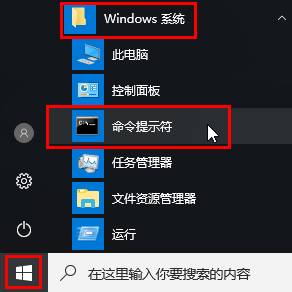 Windows 系统
此电脑
控制面板
命令提示符
任务管理器
文件资源管理器
运行
在这里输入你要搜索的内容